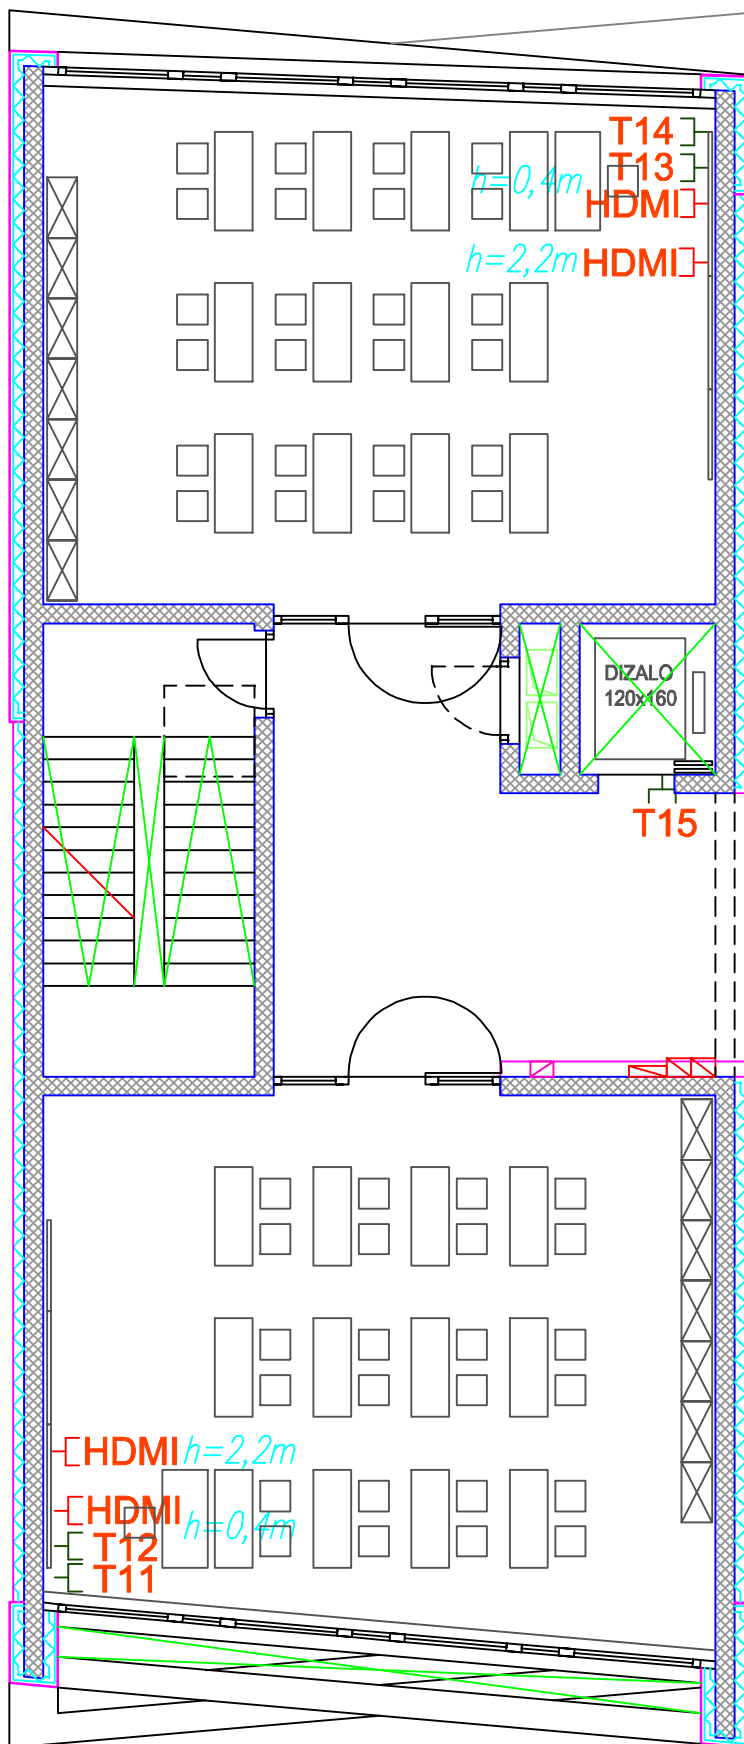 T14
T13
h=0,4m
HDMI
h=2,2m HDMI
DIZALO
120x160
T15
HDMI h=2,2m
HDMI
h=0,4m
T12
T11